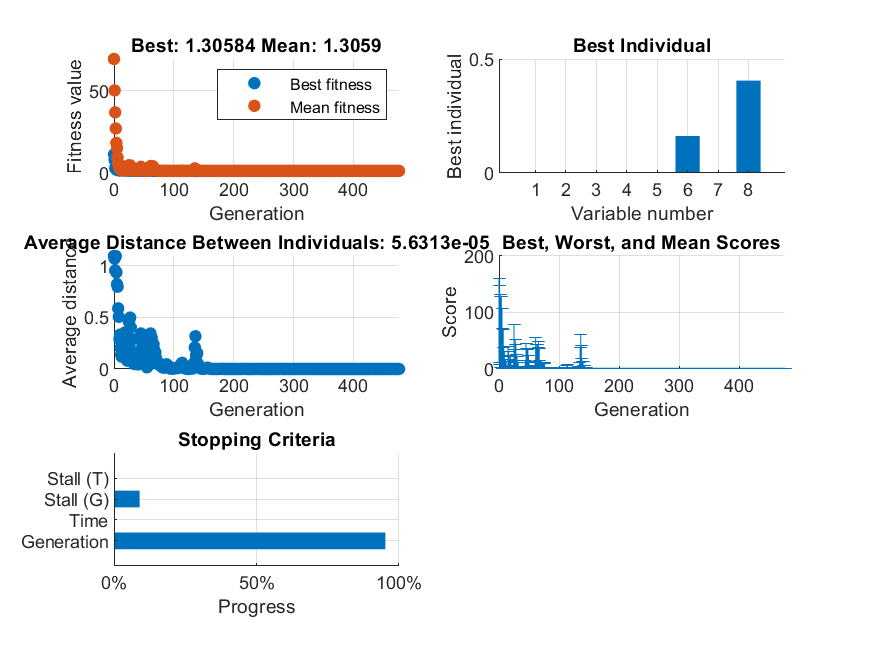 Best: 1.30584 Mean: 1.3059
Fitness value
50
0
Best fitness
Mean fitness
0 100 200 300 400
Generation
Best Individual
Best individual
0.5
0
1 2 3 4 5 6 7 8
Variable number
Average Distance Between Individuals: 5.6313e-05
Average distance
1
0.5
0
0 100 200 300 400
Generation
Best, Worst, and Mean Scores
Score
200
100
0
0 100 200 300 400
Generation
Stopping Criteria
Stall (T)
Stall (G)
Time
Generation
0% 50% 100%
Progress